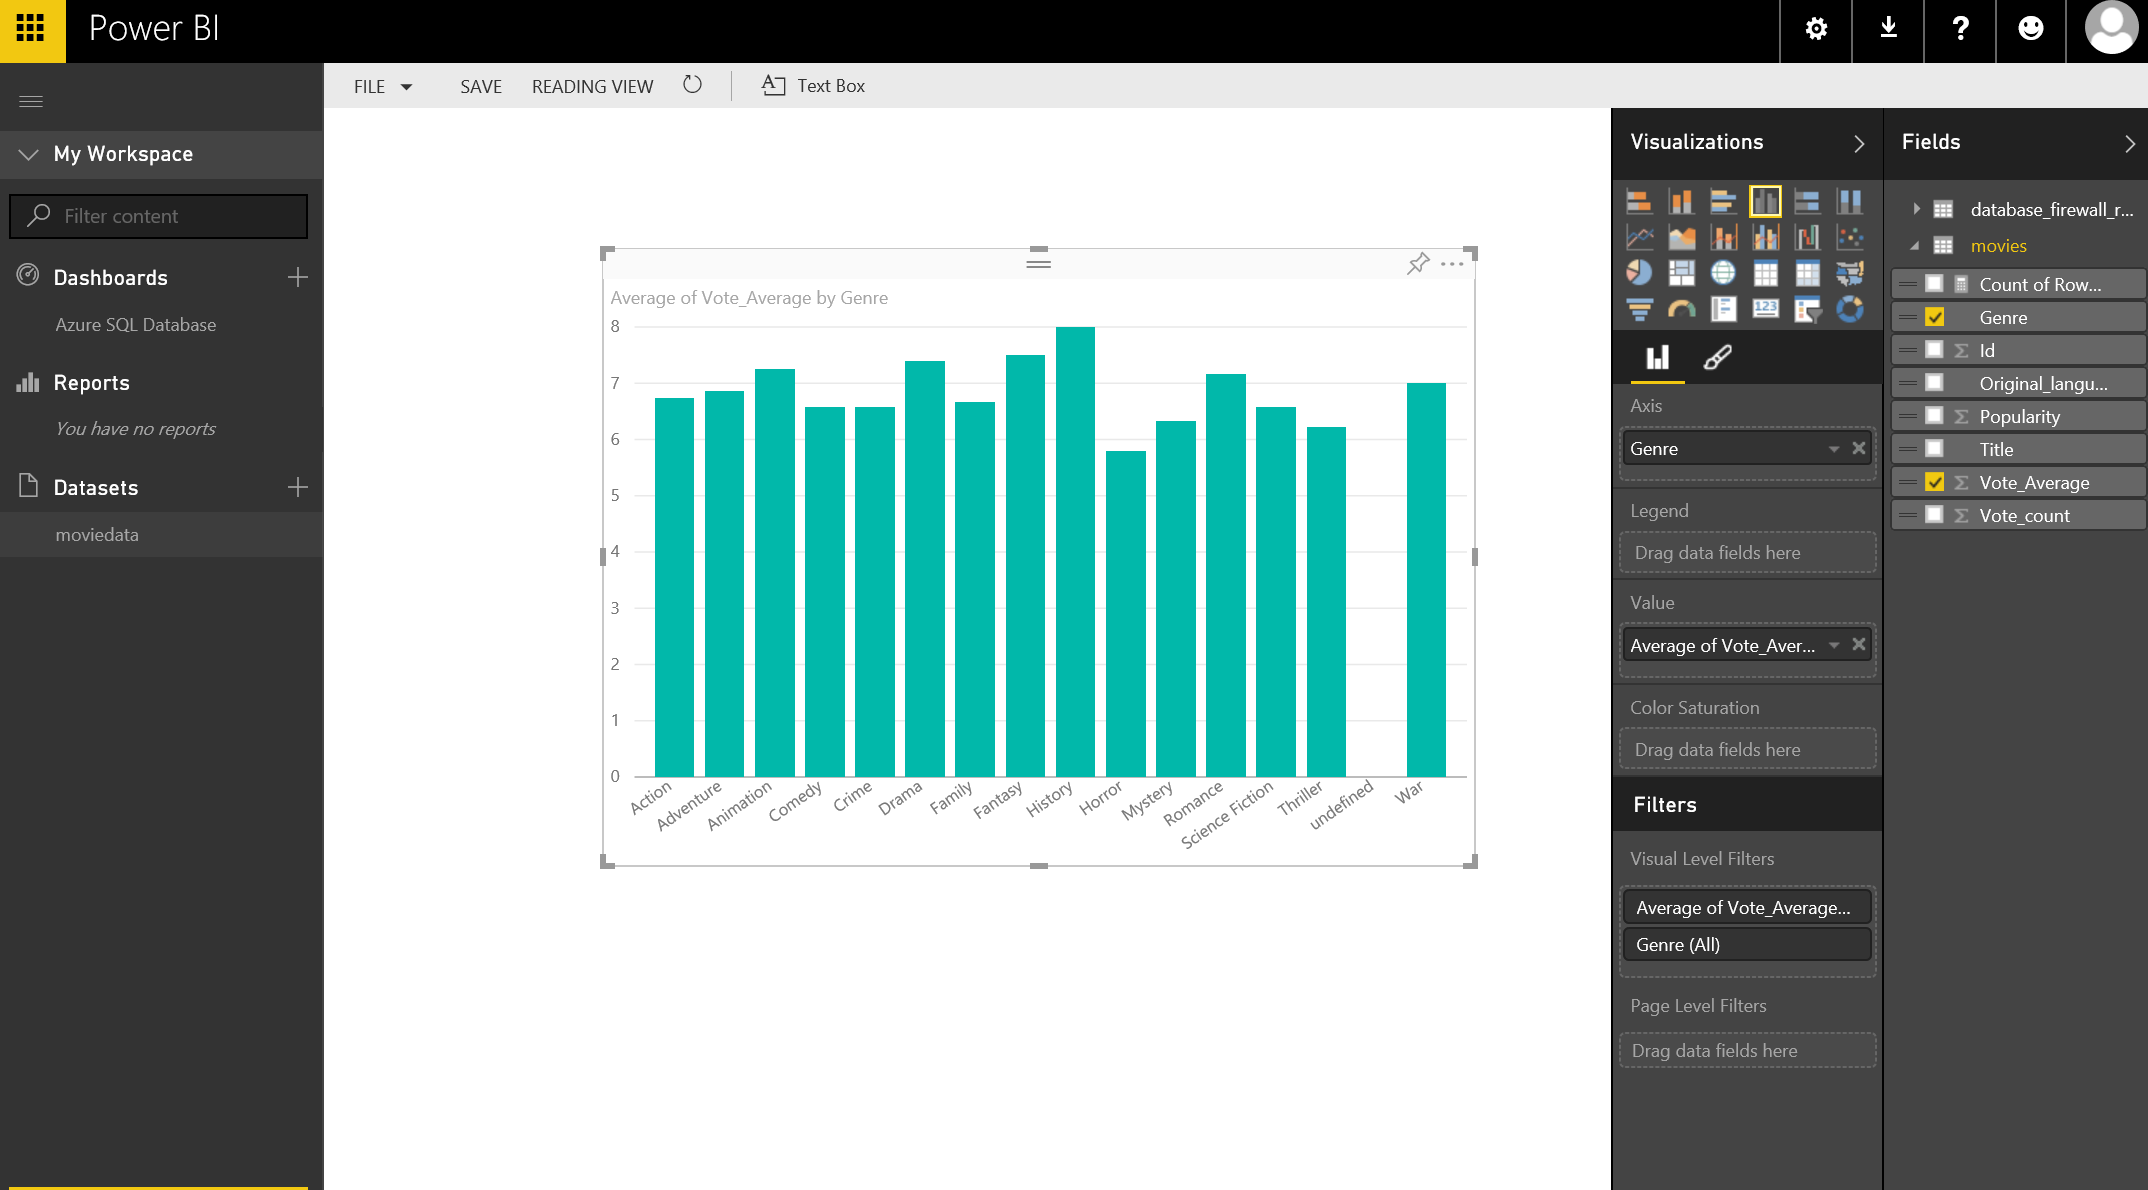 Power BI
?
FILE
SAVE
READING VIEW
Text Box
My Workspace
Filter content
Dashboards
Azure SQL Database
Reports
You have no reports
Datasets
moviedata
Average of Vote_Average by Genre
8
7
6
5
4
3
2
1
0
Action
Adventure
Animation
Comedy
Crime
Drama
Family
Fantasy
History
Horror
Mystery
Romance
Science Fiction
Thriller
undefined
War
Visualizations
123
Axis
Genre
Legend
Drag data fields here
Value
Average of Vote_Aver...
Color Saturation
Drag data fields here
Filters
Visual Level Filters
Average of Vote_Average...
Genre (All)
Page Level Filters
Drag data fields here
Fields
database_firewall_r...
movies
Count of Row...
Genre
Σ Id
Original_langu...
Σ Popularity
Title
Σ Vote_Average
Σ Vote_count